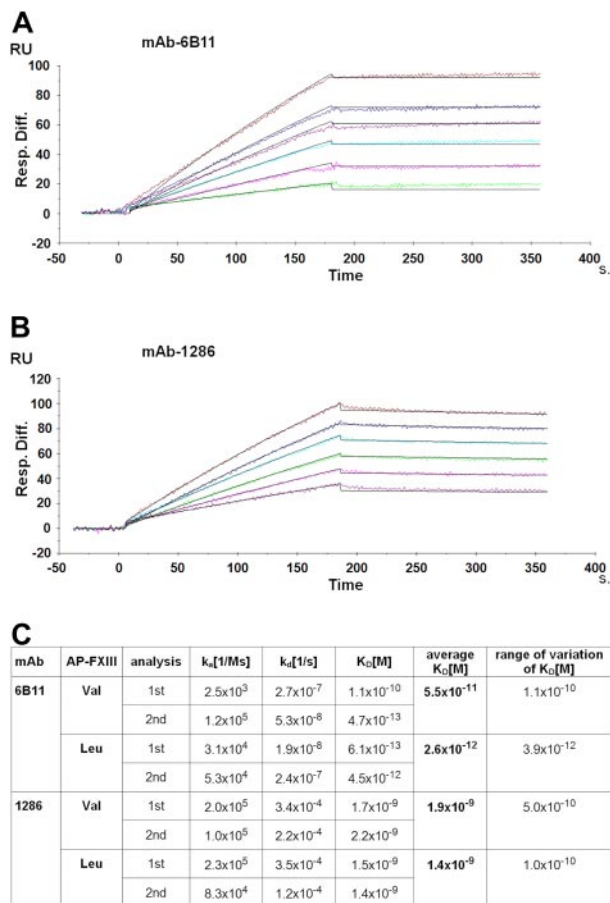 A
RU
mAb-6B11
100
80
60
40
20
0
-20
Resp. Diff.
-50 0 50 100 150 200 250 300 350 400
Time
s.
B
RU
mAb-1286
120
100
80
60
40
20
0
-20
Resp. Diff.
-50 0 50 100 150 200 250 300 350 400
Time
s.
C
mAb AP-FXIII analysis kₐ[1/Ms] k_d[1/s] K_D[M] average K_D[M] range of variation of K_D[M]
6B11 Val 1st 2.5x10³ 2.7x10⁻⁷ 1.1x10⁻¹⁰ 5.5x10⁻¹¹ 1.1x10⁻¹⁰
2nd 1.2x10⁵ 5.3x10⁻⁸ 4.7x10⁻¹³
Leu 1st 3.1x10⁴ 1.9x10⁻⁸ 6.1x10⁻¹³ 2.6x10⁻¹² 3.9x10⁻¹²
2nd 5.3x10⁴ 2.4x10⁻⁷ 4.5x10⁻¹²
1286 Val 1st 2.0x10⁵ 3.4x10⁻⁴ 1.7x10⁻⁹ 1.9x10⁻⁹ 5.0x10⁻¹⁰
2nd 1.0x10⁵ 2.2x10⁻⁴ 2.2x10⁻⁹
Leu 1st 2.3x10⁵ 3.5x10⁻⁴ 1.5x10⁻⁹ 1.4x10⁻⁹ 1.0x10⁻¹⁰
2nd 8.3x10⁴ 1.2x10⁻⁴ 1.4x10⁻⁹